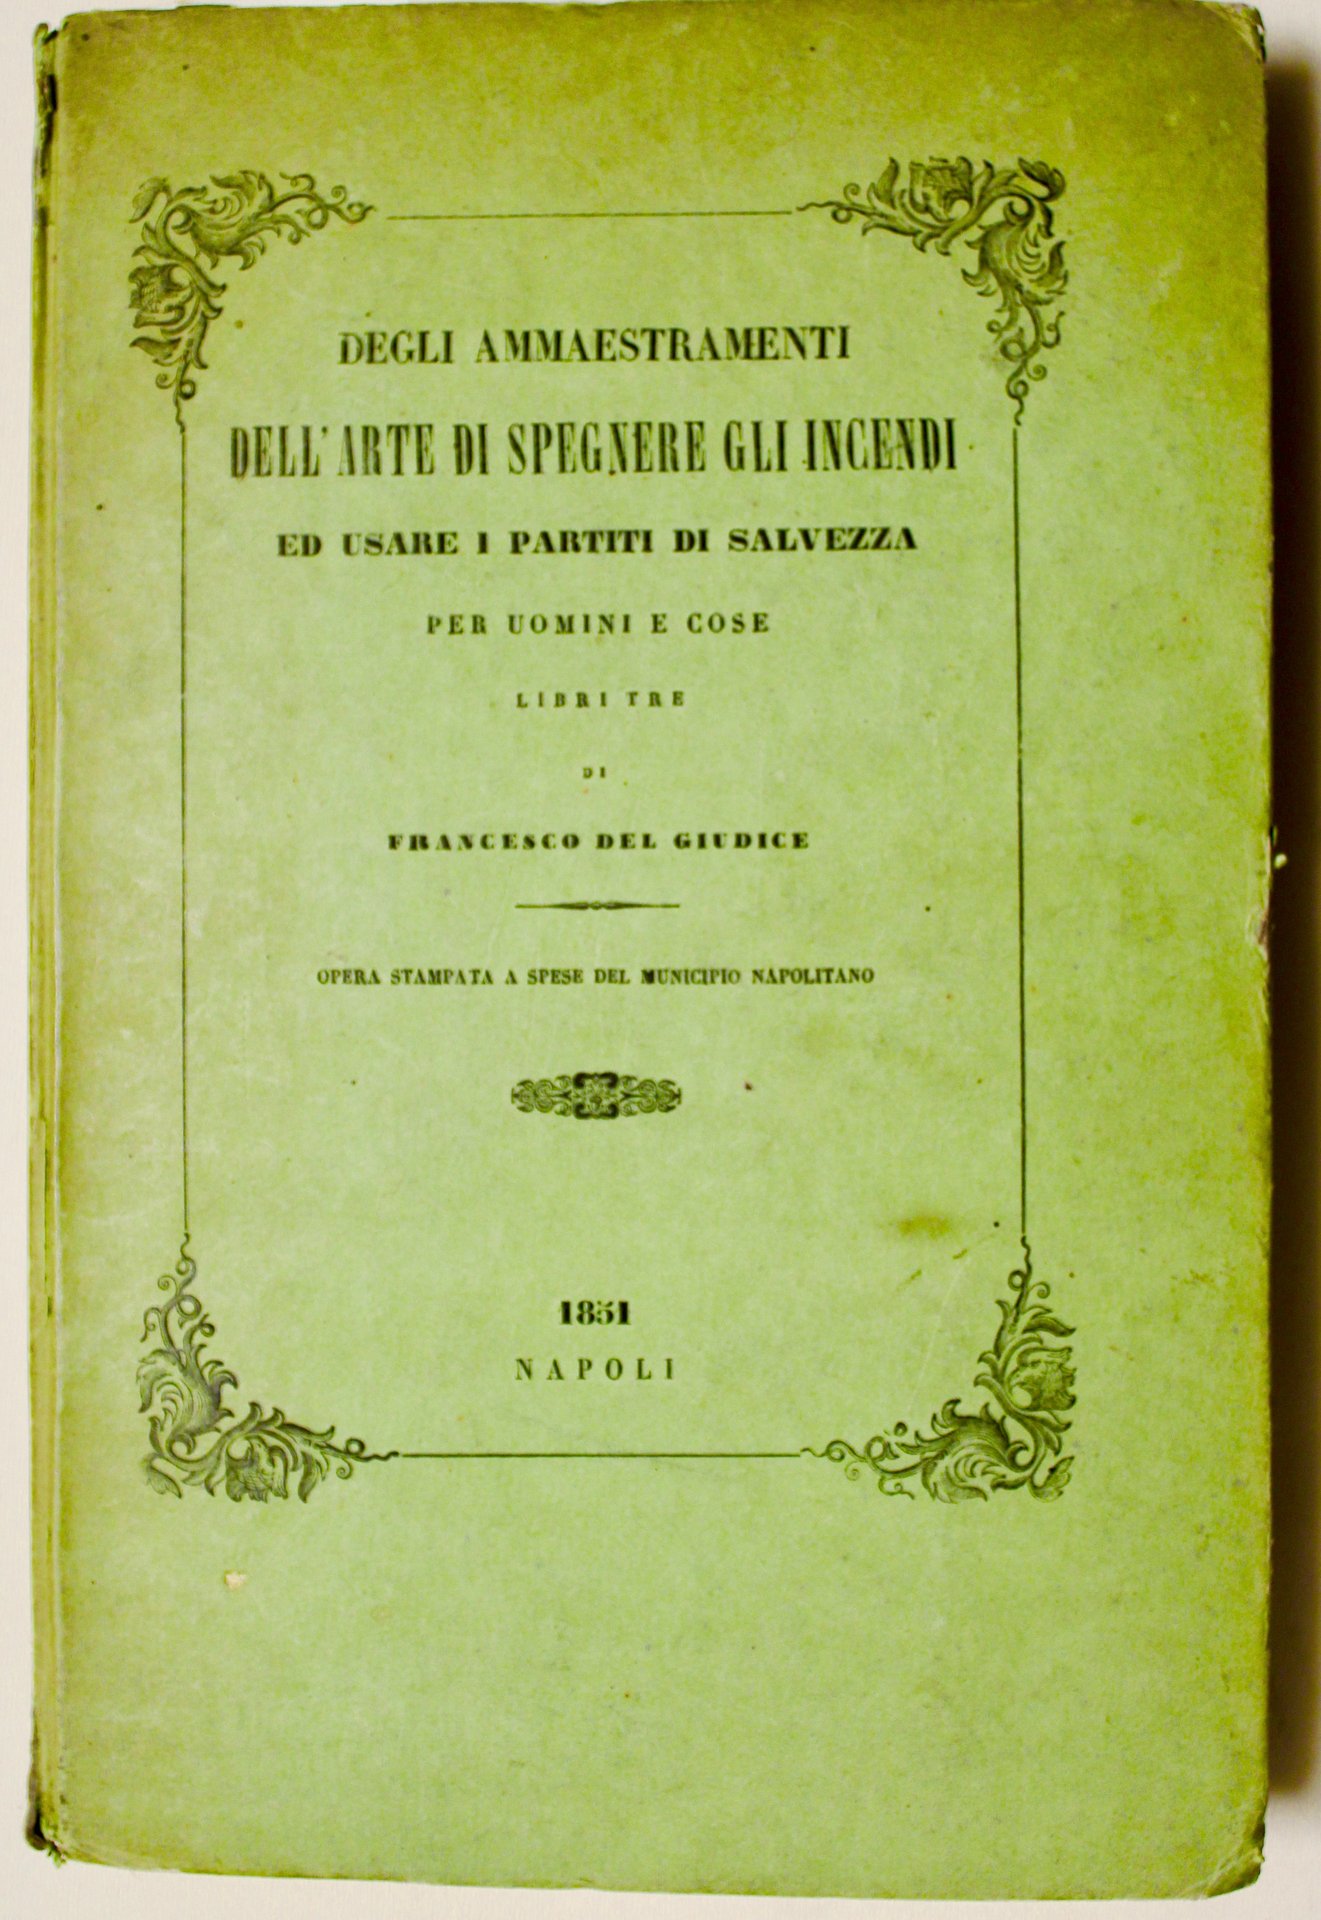 DEGLI AMMAESTRAMENTI
DELL'ARTE DI SPEGNERE GLI INCENDI
ED USARE I PARTITI DI SALVEZZA
PER UOMINI E COSE
LIBRI TRE
DI
FRANCESCO DEL GIUDICE
OPERA STAMPATA A SPESE DEL MUNICIPIO NAPOLITANO
1851
NAPOLI